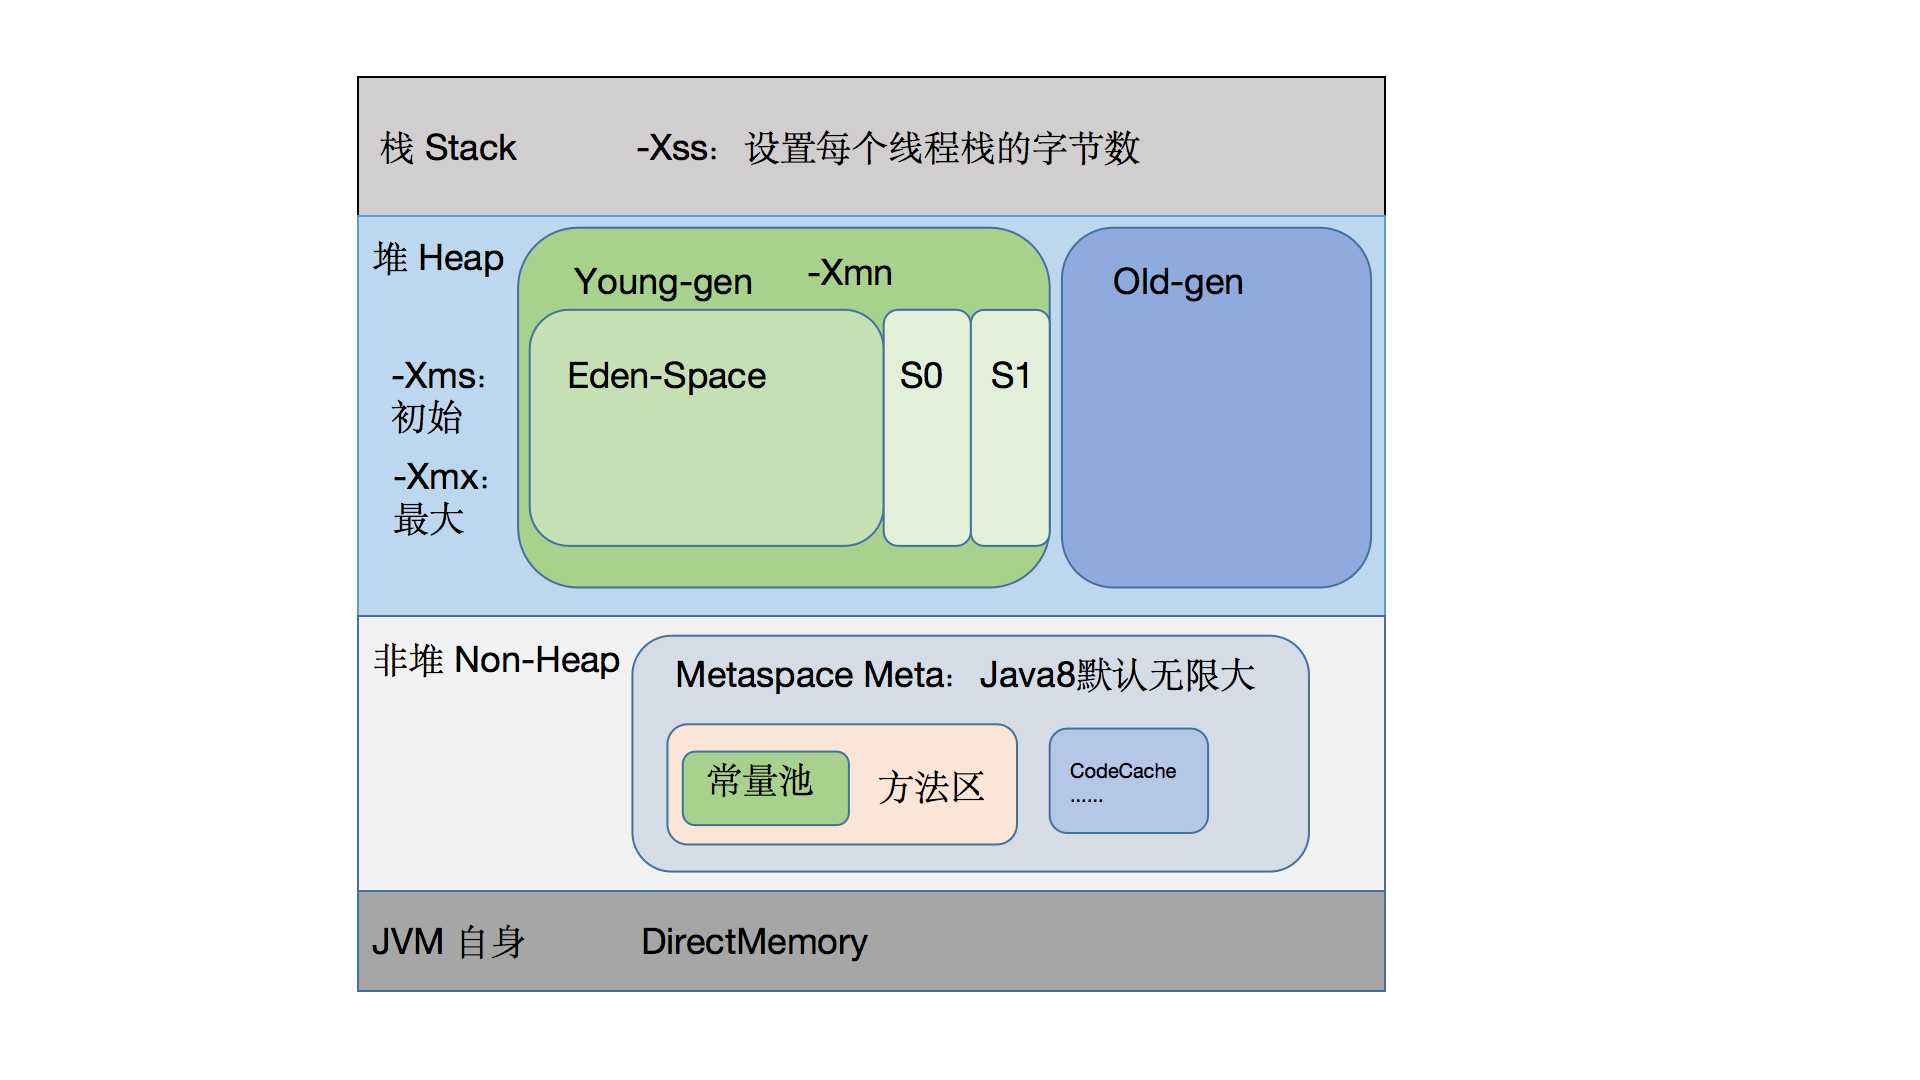 栈 Stack -Xss：设置每个线程栈的字节数
堆 Heap
Young-gen -Xmn
Old-gen
Eden-Space
S0
S1
-Xms：
初始
-Xmx：
最大
非堆 Non-Heap
Metaspace Meta：Java8默认无限大
常量池
方法区
CodeCache
......
JVM 自身 DirectMemory